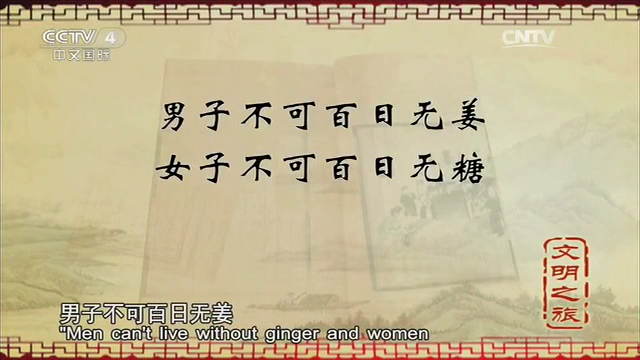 CCTV 4
中文国际
CNTV
男子不可百日无姜
女子不可百日无糖
文明之旅
男子不可百日无姜
"Men can't live without ginger and women